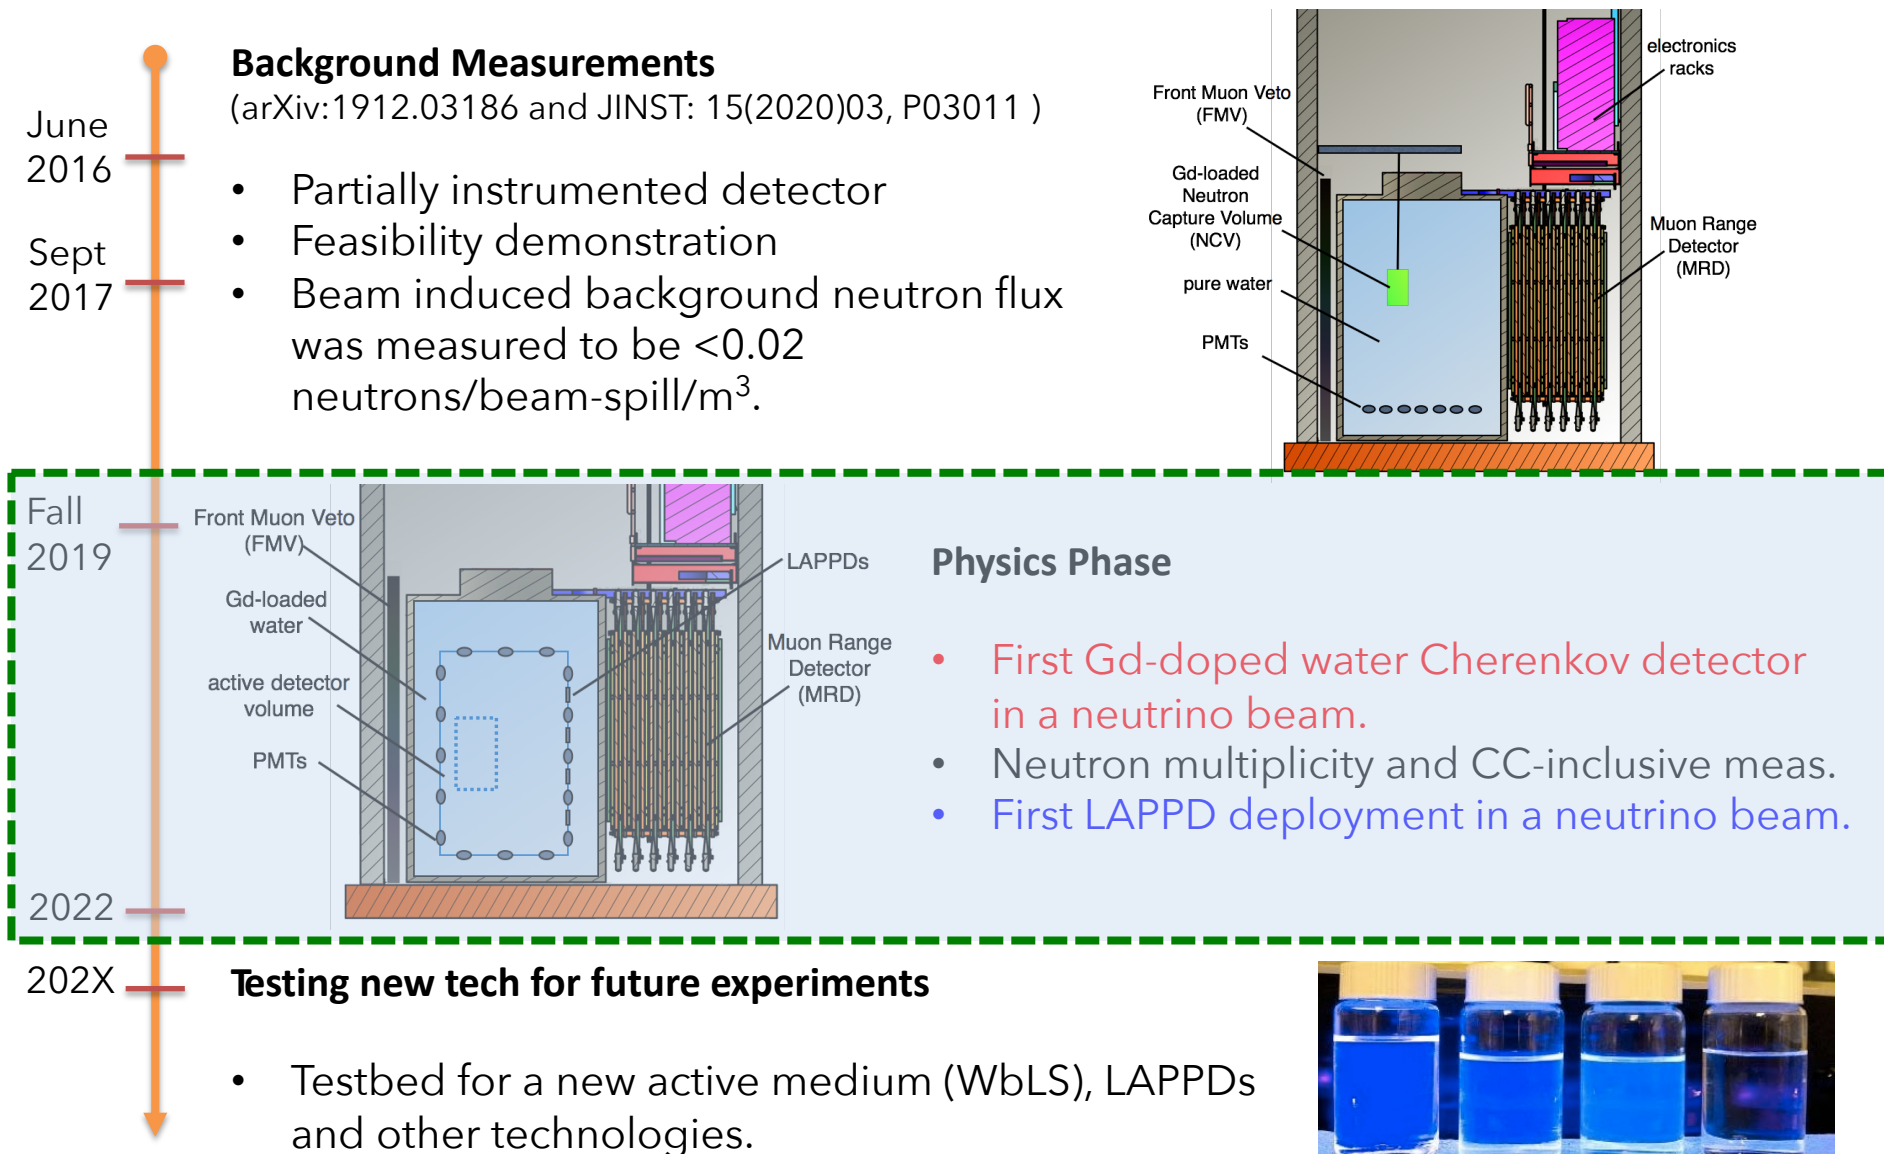 Background Measurements
(arXiv:1912.03186 and JINST: 15(2020)03, P03011 )
June
2016
Sept
2017
• Partially instrumented detector
• Feasibility demonstration
• Beam induced background neutron flux
was measured to be <0.02
neutrons/beam-spill/m³.
electronics
racks
Front Muon Veto
(FMV)
Gd-loaded
Neutron
Capture Volume
(NCV)
pure water
PMTs
Muon Range
Detector
(MRD)
Fall
2019
2022
Front Muon Veto
(FMV)
Gd-loaded
water
active detector
volume
PMTs
LAPPDs
Muon Range
Detector
(MRD)
Physics Phase
• First Gd-doped water Cherenkov detector
in a neutrino beam.
• Neutron multiplicity and CC-inclusive meas.
• First LAPPD deployment in a neutrino beam.
202X
Testing new tech for future experiments
• Testbed for a new active medium (WbLS), LAPPDs
and other technologies.